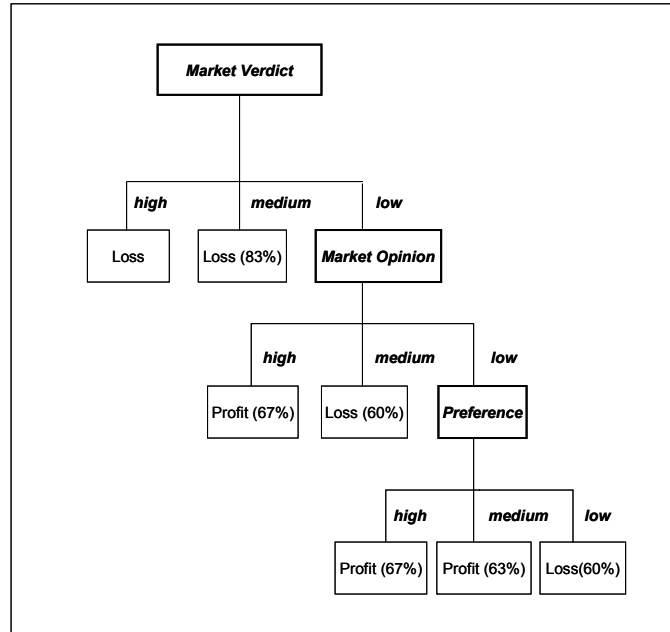 Market Verdict
high medium low
Loss Loss (83%) Market Opinion
high medium low
Profit (67%) Loss (60%) Preference
high medium low
Profit (67%) Profit (63%) Loss(60%)